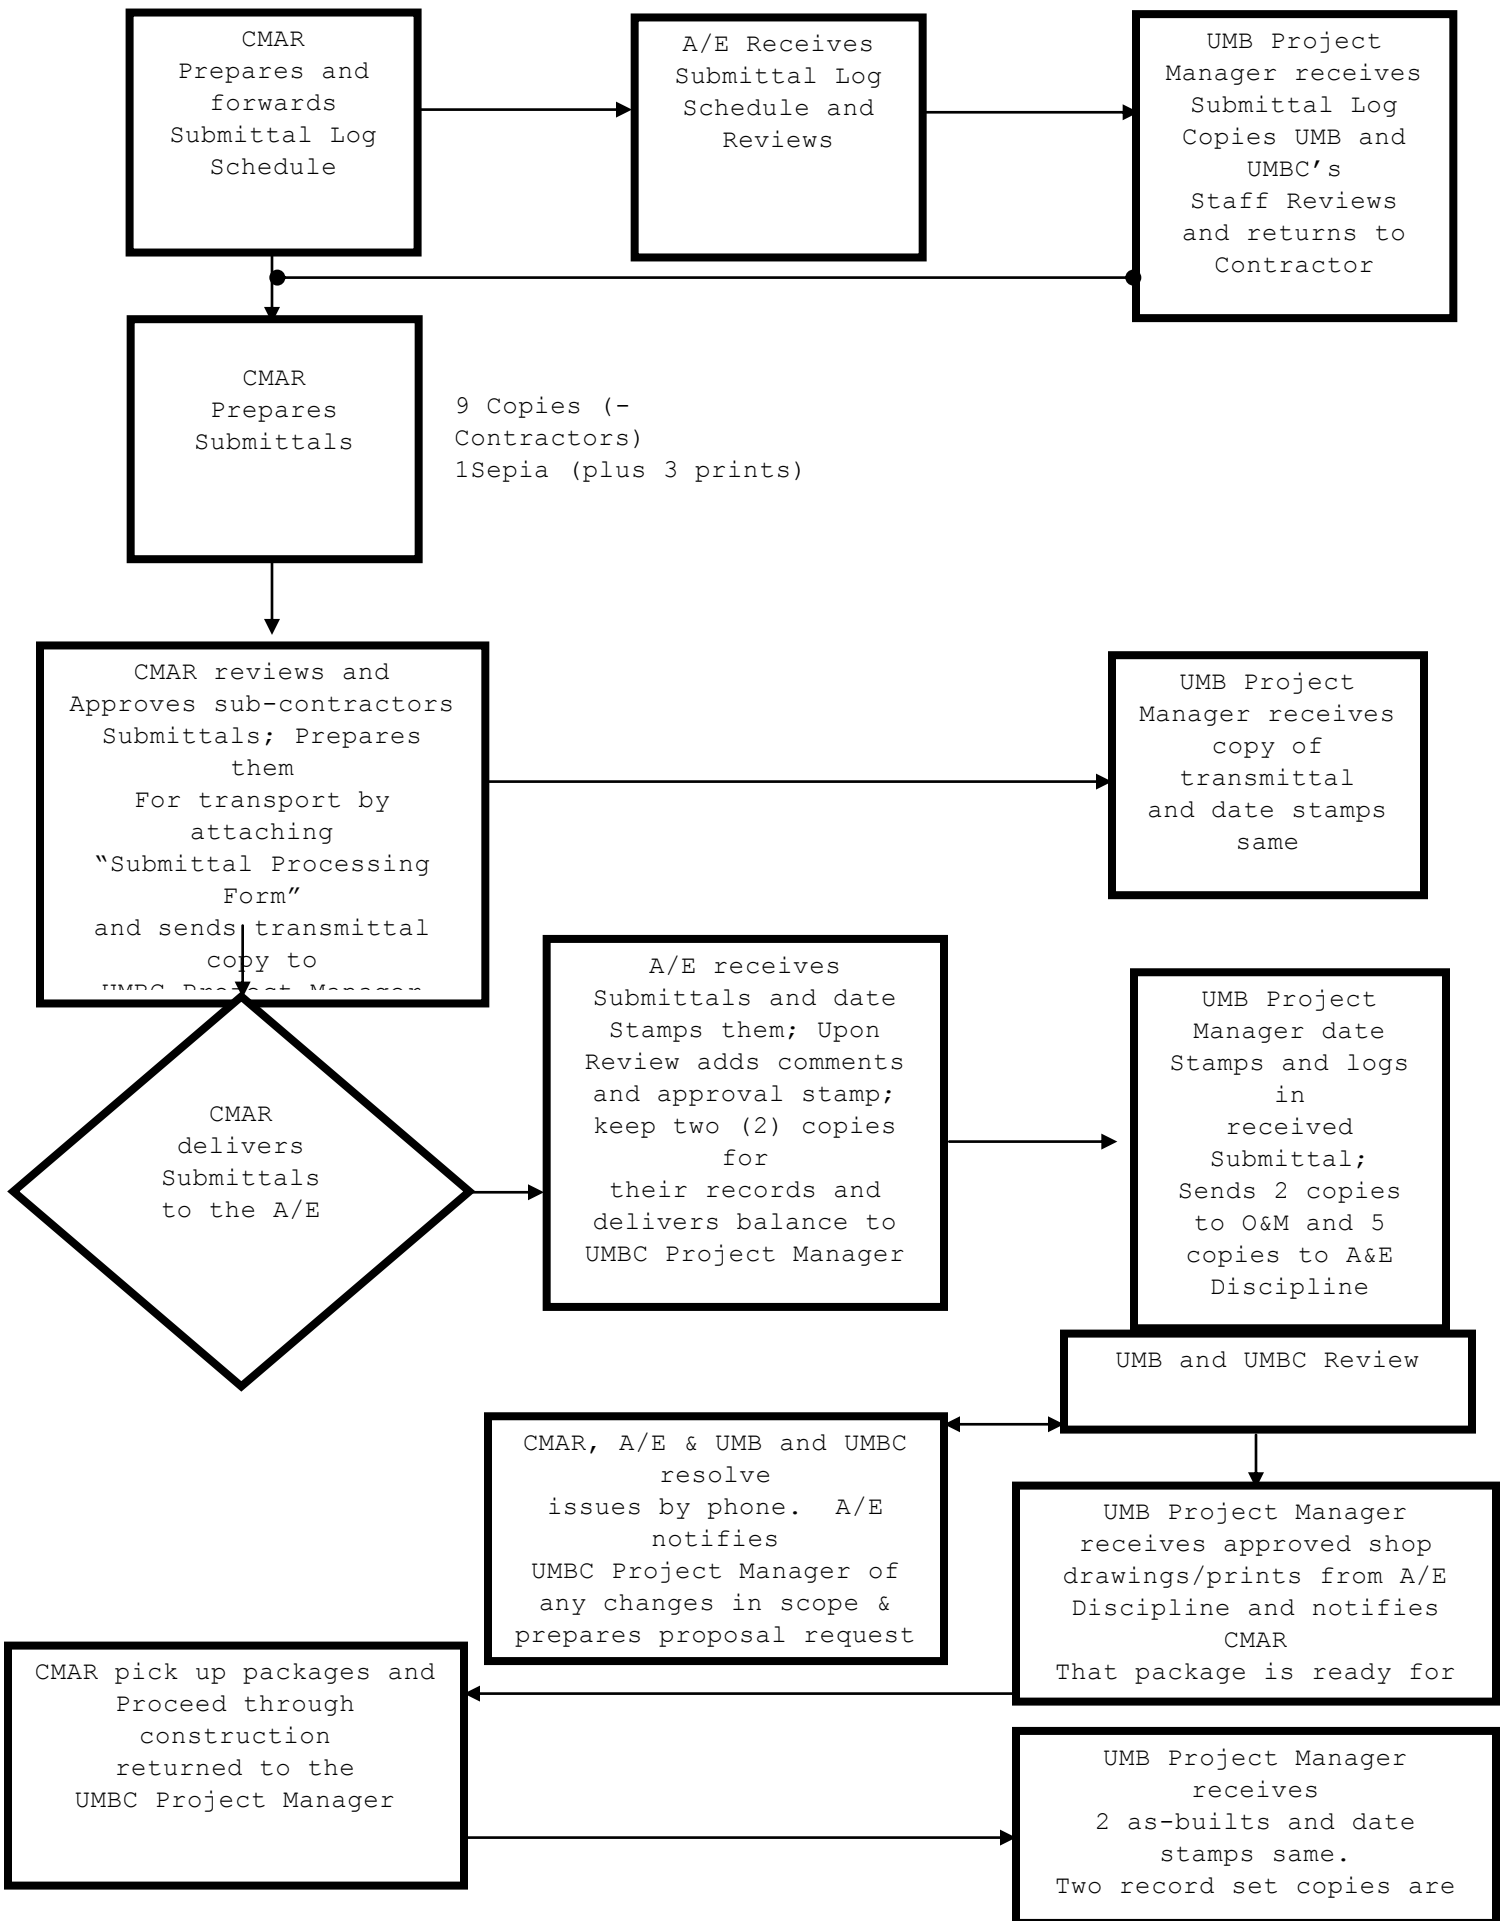 CMAR
Prepares and
forwards
Submittal Log
Schedule
A/E Receives
Submittal Log
Schedule and
Reviews
UMB Project
Manager receives
Submittal Log
Copies UMB and
UMBC’s
Staff Reviews
and returns to
Contractor
CMAR
Prepares
Submittals
9 Copies (-
Contractors)
1Sepia (plus 3 prints)
CMAR reviews and
Approves sub-contractors
Submittals; Prepares
them
For transport by
attaching
“Submittal Processing
Form”
and sends transmittal
copy to
UMBC Project Manager
UMB Project
Manager receives
copy of
transmittal
and date stamps
same
CMAR
delivers
Submittals
to the A/E
A/E receives
Submittals and date
Stamps them; Upon
Review adds comments
and approval stamp;
keep two (2) copies
for
their records and
delivers balance to
UMBC Project Manager
UMB Project
Manager date
Stamps and logs
in
received
Submittal;
Sends 2 copies
to O&M and 5
copies to A&E
Discipline
UMB and UMBC Review
CMAR, A/E & UMB and UMBC
resolve
issues by phone.  A/E
notifies
UMBC Project Manager of
any changes in scope &
prepares proposal request
UMB Project Manager
receives approved shop
drawings/prints from A/E
Discipline and notifies
CMAR
That package is ready for
CMAR pick up packages and
Proceed through
construction
returned to the
UMBC Project Manager
UMB Project Manager
receives
2 as-builts and date
stamps same.
Two record set copies are